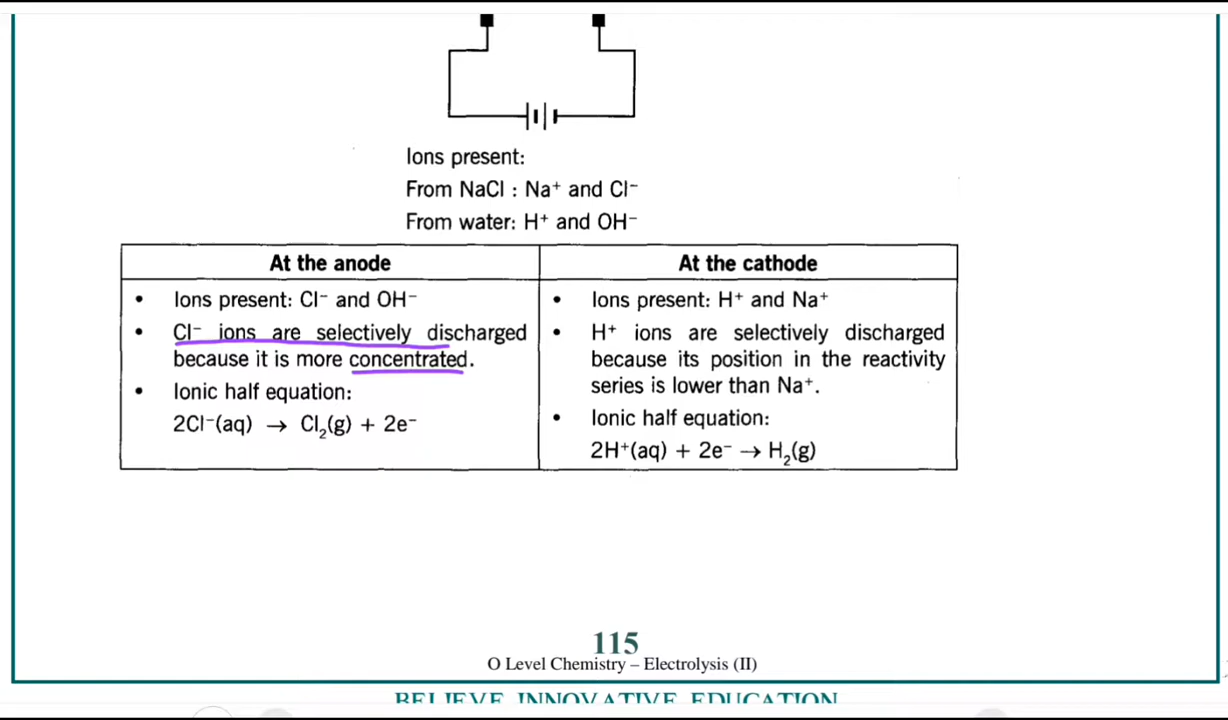 Ions present:
From NaCl : Na⁺ and Cl⁻
From water: H⁺ and OH⁻
At the anode
• Ions present: Cl⁻ and OH⁻
• Cl⁻ ions are selectively discharged
because it is more concentrated.
• Ionic half equation:
2Cl⁻(aq) → Cl₂(g) + 2e⁻
At the cathode
• Ions present: H⁺ and Na⁺
• H⁺ ions are selectively discharged
because its position in the reactivity
series is lower than Na⁺.
• Ionic half equation:
2H⁺(aq) + 2e⁻ → H₂(g)
115
O Level Chemistry – Electrolysis (II)
BELIEVE INNOVATIVE EDUCATION